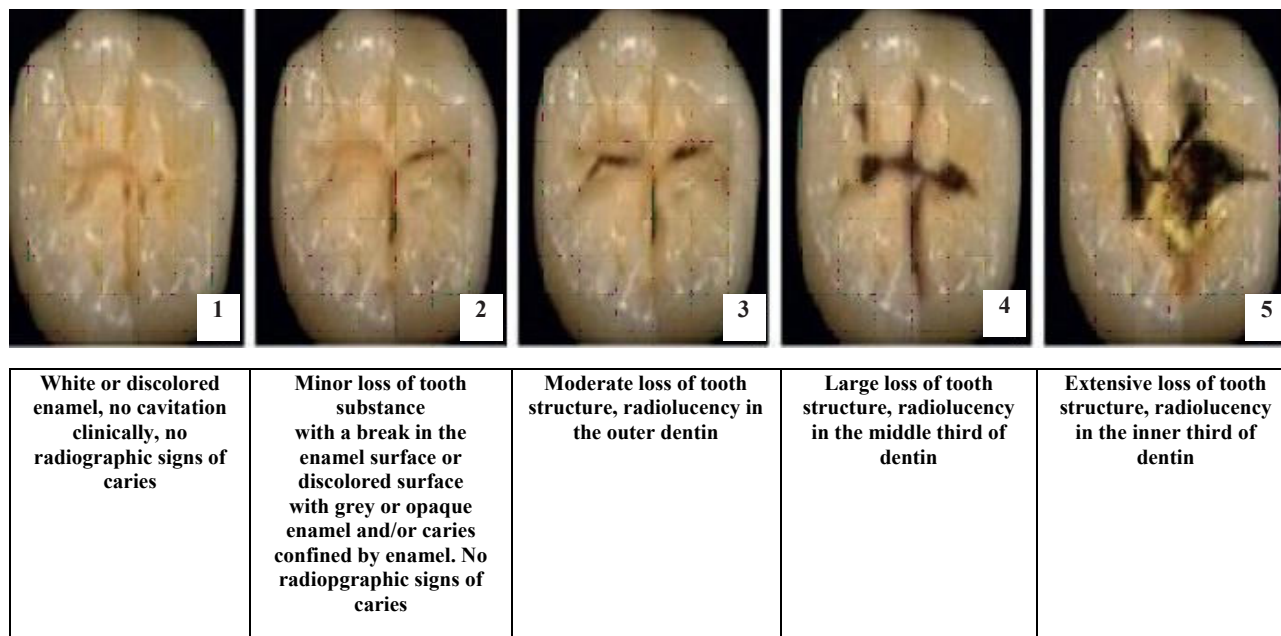 1
2
3
4
5
White or discolored
enamel, no cavitation
clinically, no
radiographic signs of
caries
Minor loss of tooth
substance
with a break in the
enamel surface or
discolored surface
with grey or opaque
enamel and/or caries
confined by enamel. No
radiopgraphic signs of
caries
Moderate loss of tooth
structure, radiolucency in
the outer dentin
Large loss of tooth
structure, radiolucency
in the middle third of
dentin
Extensive loss of tooth
structure, radiolucency
in the inner third of
dentin